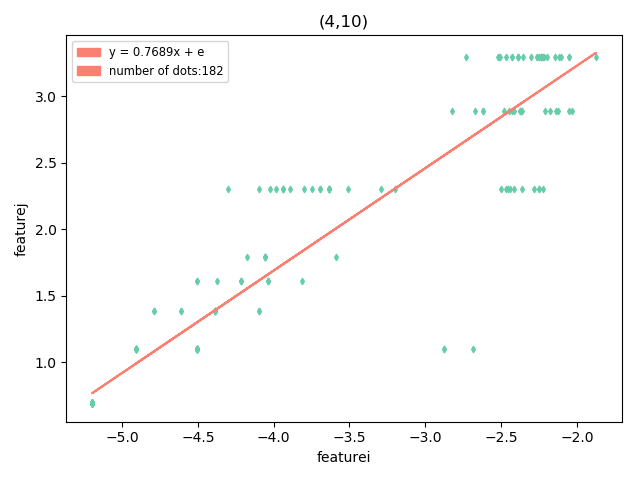 (4,10)
y = 0.7689x + e
number of dots:182
3.0
2.5
2.0
1.5
1.0
featurej
−5.0 −4.5 −4.0 −3.5 −3.0 −2.5 −2.0
featurei